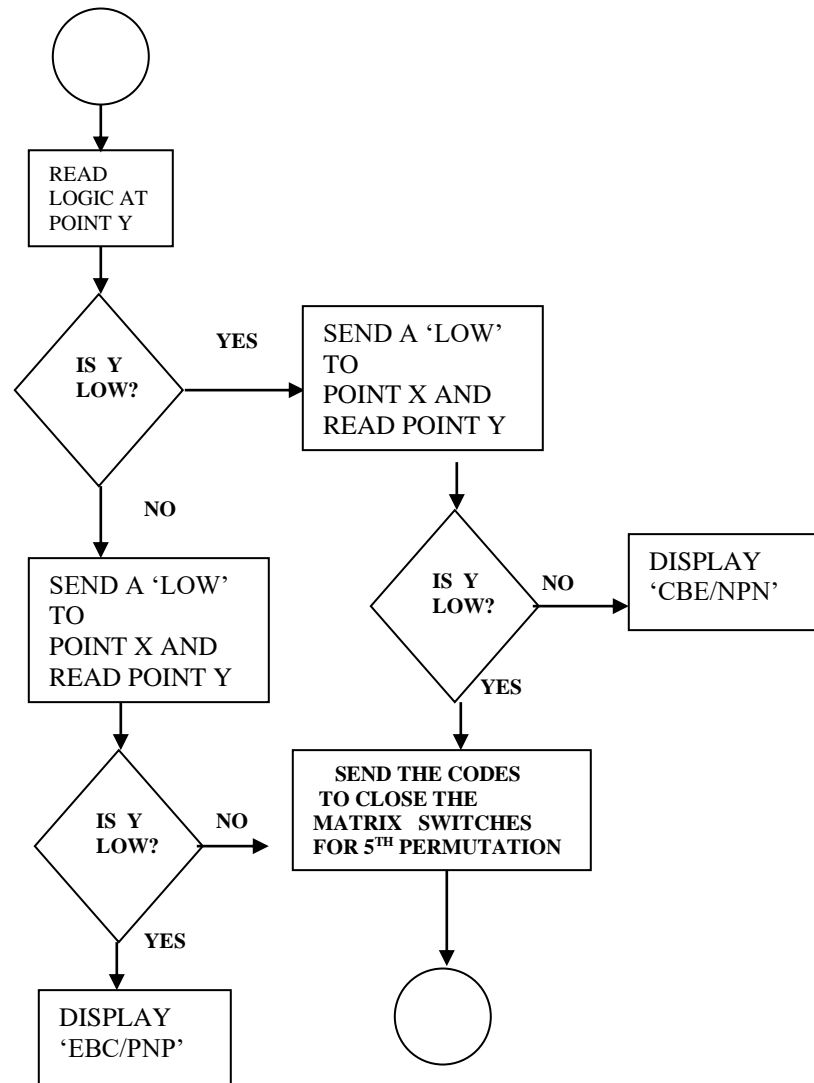 READ
LOGIC AT
POINT Y
IS Y
LOW?
YES
SEND A ‘LOW’
TO
POINT X AND
READ POINT Y
NO
SEND A ‘LOW’
TO
POINT X AND
READ POINT Y
IS Y
LOW?
NO
DISPLAY
‘CBE/NPN’
YES
IS Y
LOW?
NO
SEND THE CODES
TO CLOSE THE
MATRIX SWITCHES
FOR 5TH PERMUTATION
YES
DISPLAY
‘EBC/PNP’